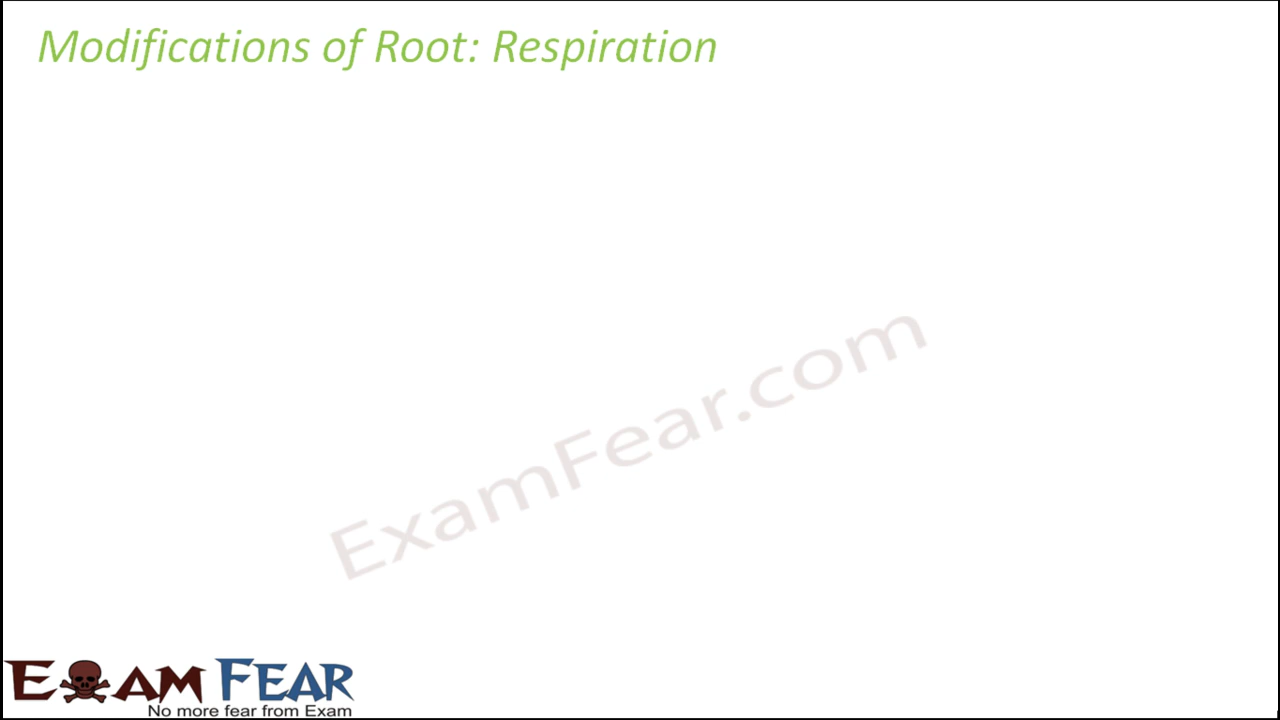 Modifications of Root: Respiration
ExamFear.com
EXAM FEAR
No more fear from Exam